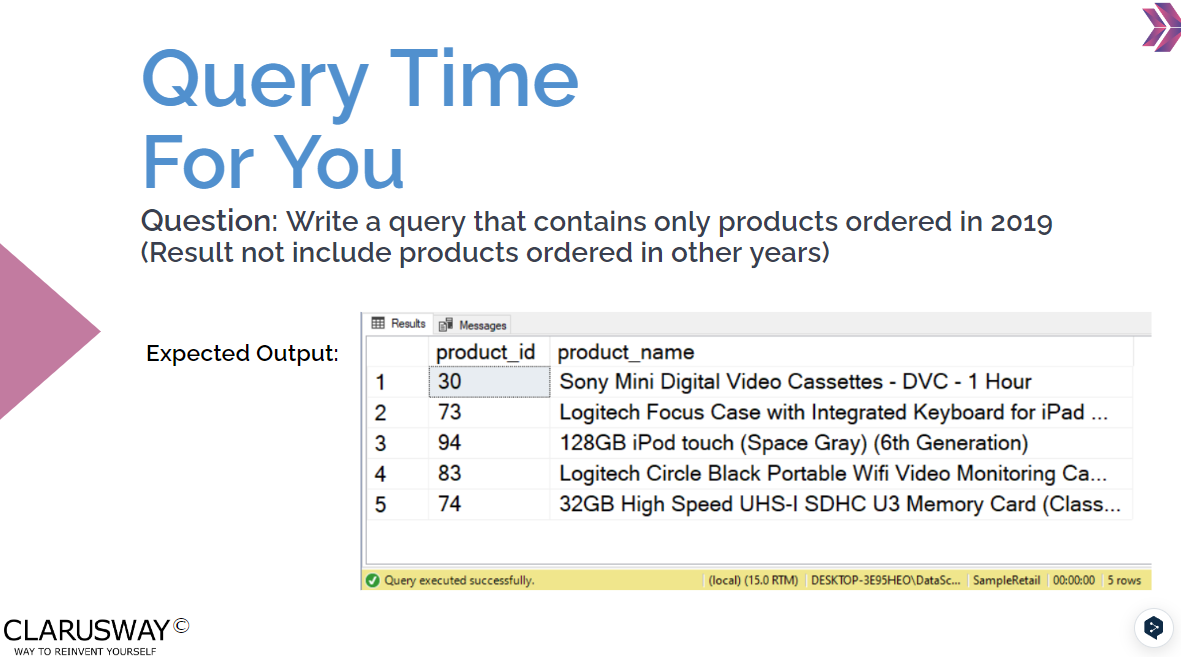 Query Time
For You
Question: Write a query that contains only products ordered in 2019
(Result not include products ordered in other years)
Expected Output:
Results Messages
product_id product_name
1 30 Sony Mini Digital Video Cassettes - DVC - 1 Hour
2 73 Logitech Focus Case with Integrated Keyboard for iPad ...
3 94 128GB iPod touch (Space Gray) (6th Generation)
4 83 Logitech Circle Black Portable Wifi Video Monitoring Ca...
5 74 32GB High Speed UHS-I SDHC U3 Memory Card (Class...
Query executed successfully. (local) (15.0 RTM) DESKTOP-3E95HEO\DataSc... SampleRetail 00:00:00 5 rows
CLARUSWAY©
WAY TO REINVENT YOURSELF